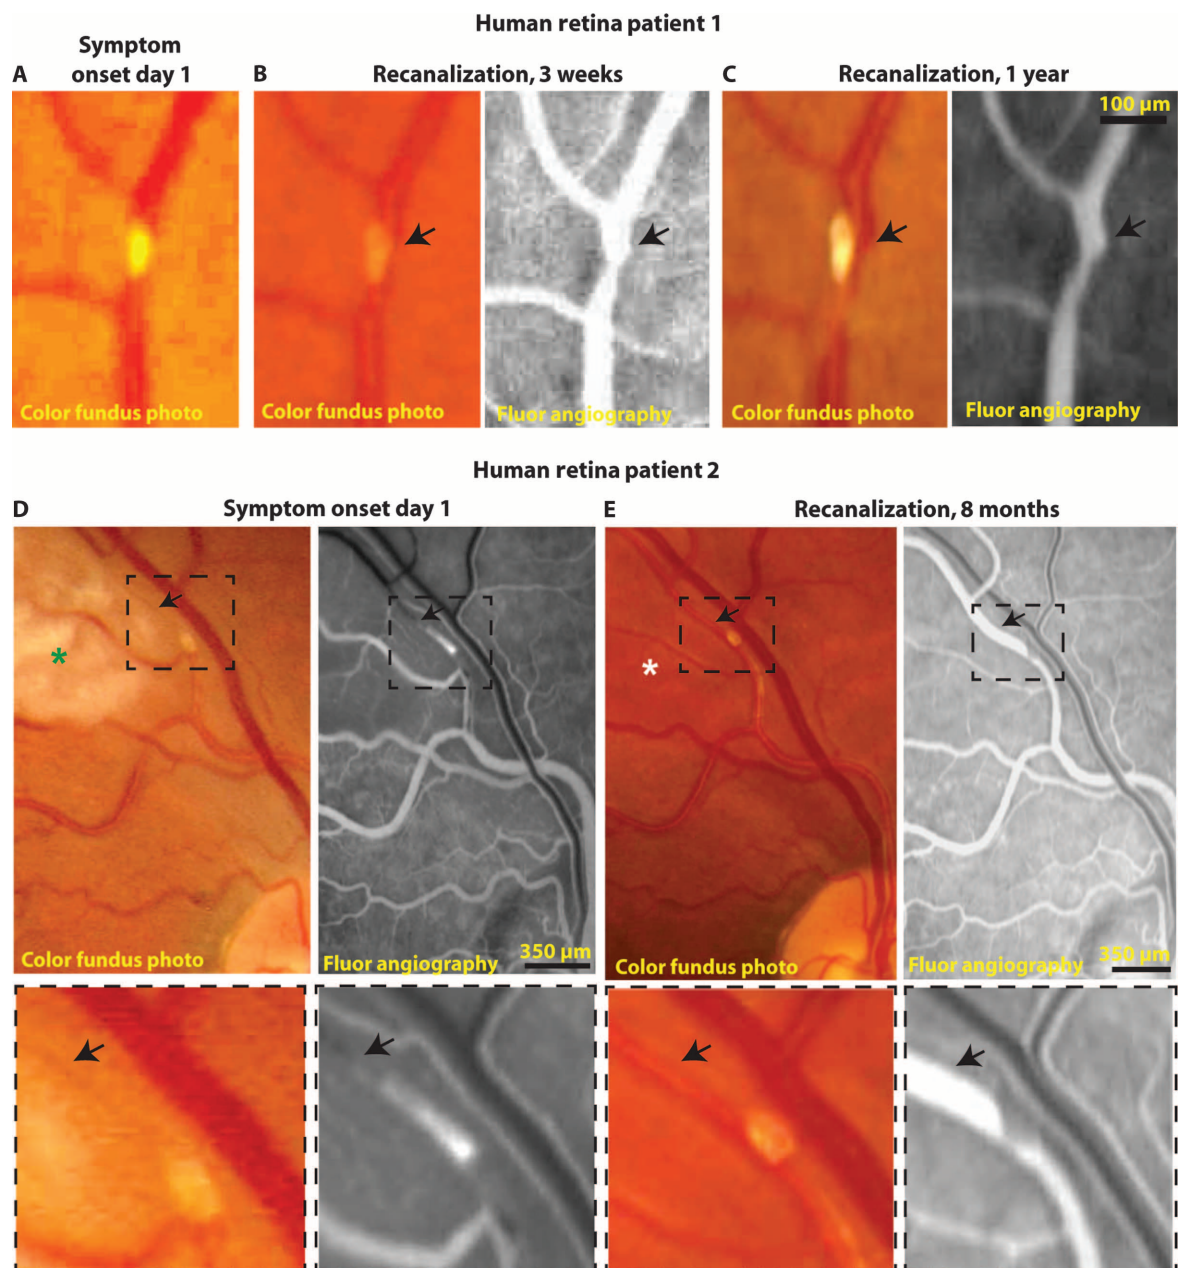 Human retina patient 1
Symptom
onset day 1
A
B
Recanalization, 3 weeks
C
Recanalization, 1 year
100 µm
Color fundus photo
Color fundus photo
Fluor angiography
Color fundus photo
Fluor angiography
Human retina patient 2
D
Symptom onset day 1
E
Recanalization, 8 months
*
*
Color fundus photo
Fluor angiography
350 µm
Color fundus photo
Fluor angiography
350 µm